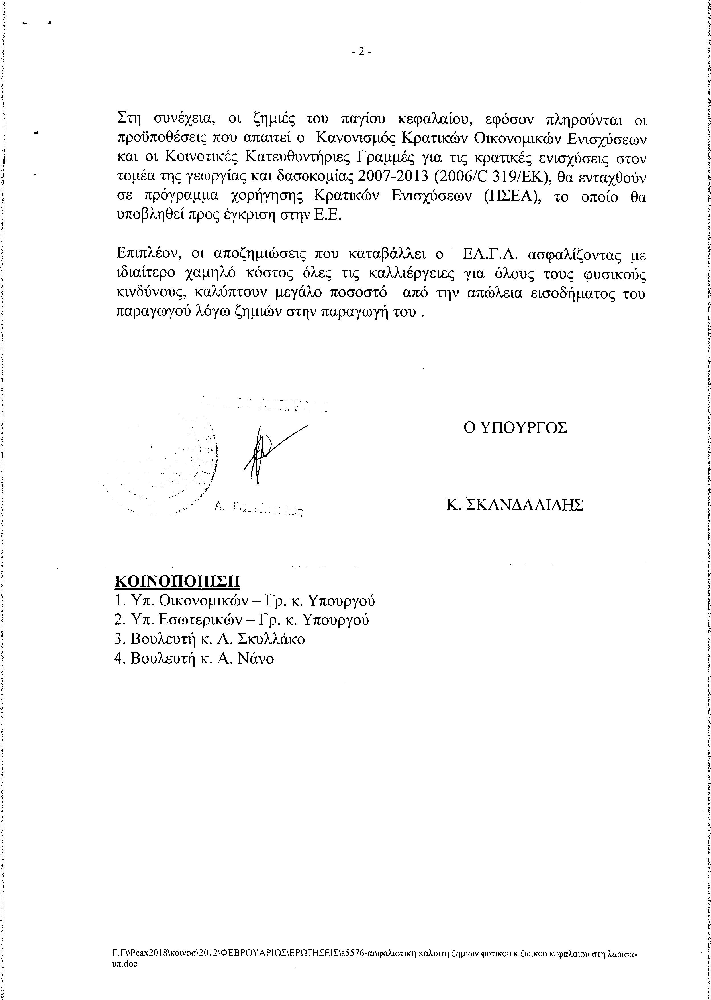 - 2 -
Στη συνέχεια, οι ζημιές του παγίου κεφαλαίου, εφόσον πληρούνται οι
προϋποθέσεις που απαιτεί ο Κανονισμός Κρατικών Οικονομικών Ενισχύσεων
και οι Κοινοτικές Κατευθυντήριες Γραμμές για τις κρατικές ενισχύσεις στον
τομέα της γεωργίας και δασοκομίας 2007-2013 (2006/C 319/ΕΚ), θα ενταχθούν
σε πρόγραμμα χορήγησης Κρατικών Ενισχύσεων (ΠΣΕΑ), το οποίο θα
υποβληθεί προς έγκριση στην Ε.Ε.
Επιπλέον, οι αποζημιώσεις που καταβάλλει ο ΕΛ.Γ.Α. ασφαλίζοντας με
ιδιαίτερο χαμηλό κόστος όλες τις καλλιέργειες για όλους τους φυσικούς
κινδύνους, καλύπτουν μεγάλο ποσοστό από την απώλεια εισοδήματος του
παραγωγού λόγω ζημιών στην παραγωγή του .
Ο ΥΠΟΥΡΓΟΣ
Α.
Κ. ΣΚΑΝΔΑΛΙΔΗΣ
ΚΟΙΝΟΠΟΙΗΣΗ
1. Υπ. Οικονομικών – Γρ. κ. Υπουργού
2. Υπ. Εσωτερικών – Γρ. κ. Υπουργού
3. Βουλευτή κ. Α. Σκυλλάκο
4. Βουλευτή κ. Α. Νάνο
Γ.Γ\\Pcax2018\κοινοσ\2012\ΦΕΒΡΟΥΑΡΙΟΣ\ΕΡΩΤΗΣΕΙΣ\ε5576-ασφαλιστικη καλυψη ζημιων φυτικου κ ζωικου κεφαλαιου στη λαρισα-
υπ.doc